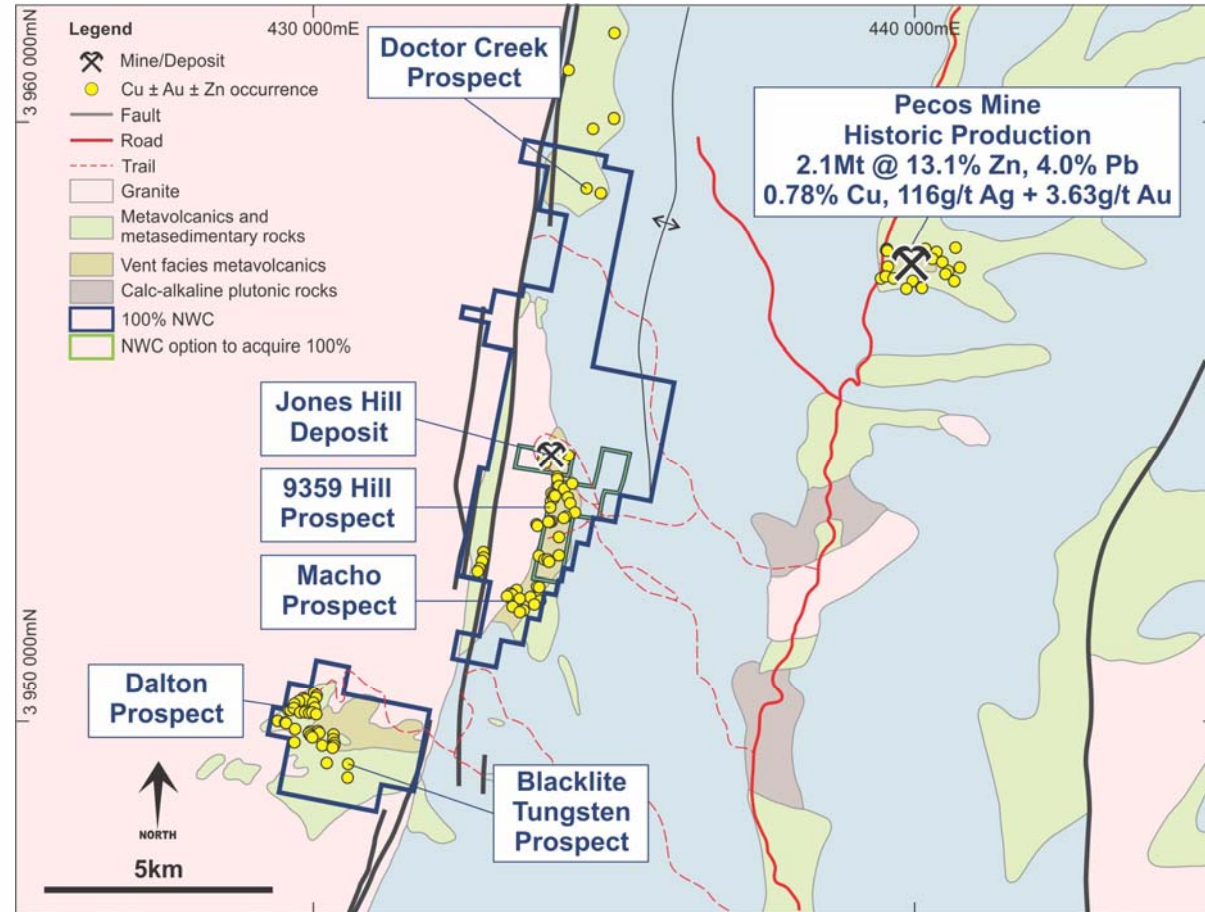 Legend
Mine/Deposit
Cu ± Au ± Zn occurrence
Fault
Road
Trail
Granite
Metavolcanics and
metasedimentary rocks
Vent facies metavolcanics
Calc-alkaline plutonic rocks
100% NWC
NWC option to acquire 100%
430 000mE
440 000mE
3 960 000mN
3 950 000mN
Doctor Creek
Prospect
Pecos Mine
Historic Production
2.1Mt @ 13.1% Zn, 4.0% Pb
0.78% Cu, 116g/t Ag + 3.63g/t Au
Jones Hill
Deposit
9359 Hill
Prospect
Macho
Prospect
Dalton
Prospect
Blacklite
Tungsten
Prospect
NORTH
5km